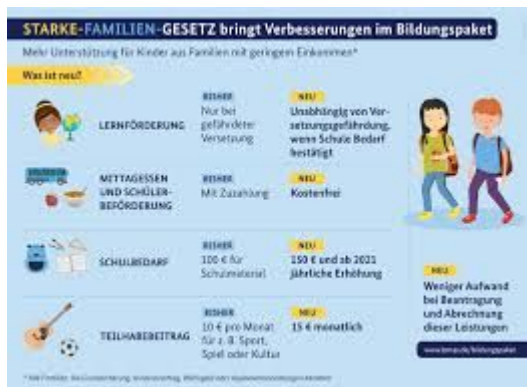 STARKE-FAMILIEN-GESETZ bringt Verbesserungen im Bildungspaket
Mehr Unterstützung für Kinder aus Familien mit geringem Einkommen*
Was ist neu?
LERNFÖRDERUNG
BISHER
Nur bei
gefährdeter
Versetzung
NEU
Unabhängig von Ver-
setzungsgefährdung,
wenn Schule Bedarf
bestätigt
MITTAGESSEN
UND SCHÜLER-
BEFÖRDERUNG
BISHER
Mit Zuzahlung
NEU
Kostenfrei
SCHULBEDARF
BISHER
100 € für
Schulmaterial
NEU
150 € und ab 2021
jährliche Erhöhung
TEILHABEBEITRAG
BISHER
10 € pro Monat
für z. B. Sport,
Spiel oder Kultur
NEU
15 € monatlich
NEU
Weniger Aufwand
bei Beantragung
und Abrechnung
dieser Leistungen
www.bmas.de/bildungspaket